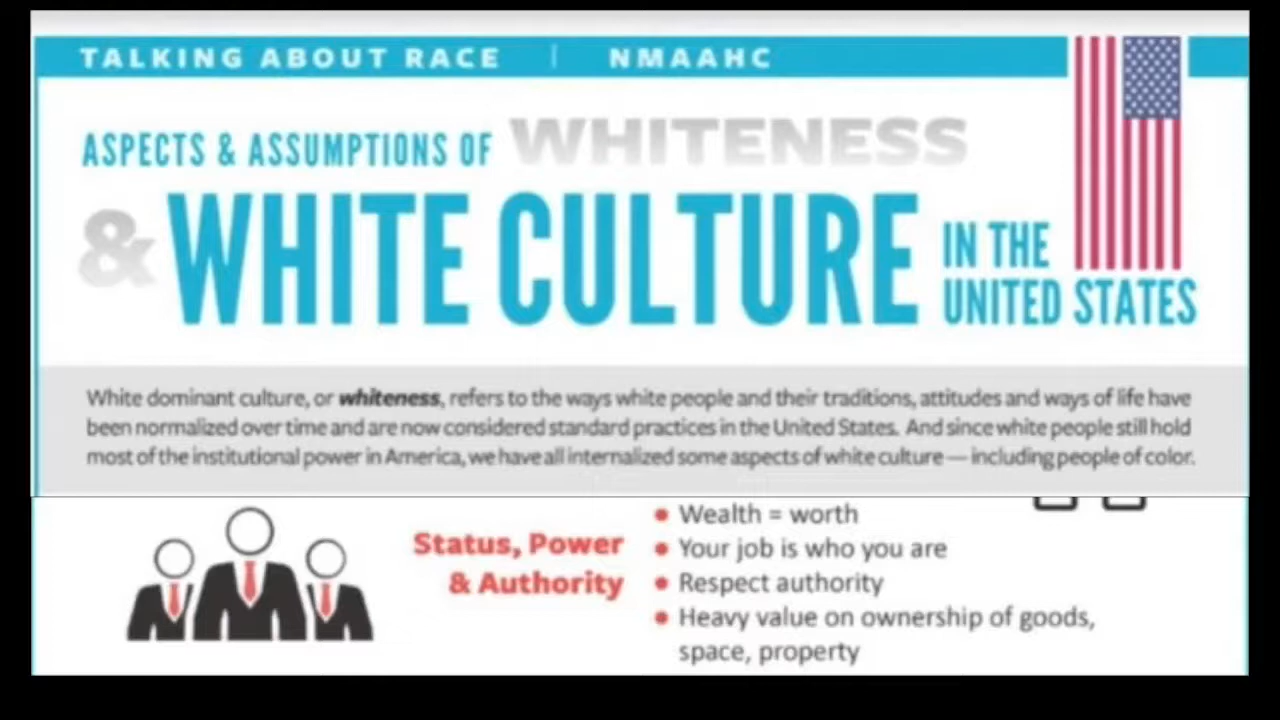 TALKING ABOUT RACE | NMAAHC
ASPECTS & ASSUMPTIONS OF WHITENESS
& WHITE CULTURE IN THE
UNITED STATES
White dominant culture, or whiteness, refers to the ways white people and their traditions, attitudes and ways of life have
been normalized over time and are now considered standard practices in the United States. And since white people still hold
most of the institutional power in America, we have all internalized some aspects of white culture — including people of color.
Status, Power
& Authority
• Wealth = worth
• Your job is who you are
• Respect authority
• Heavy value on ownership of goods,
space, property